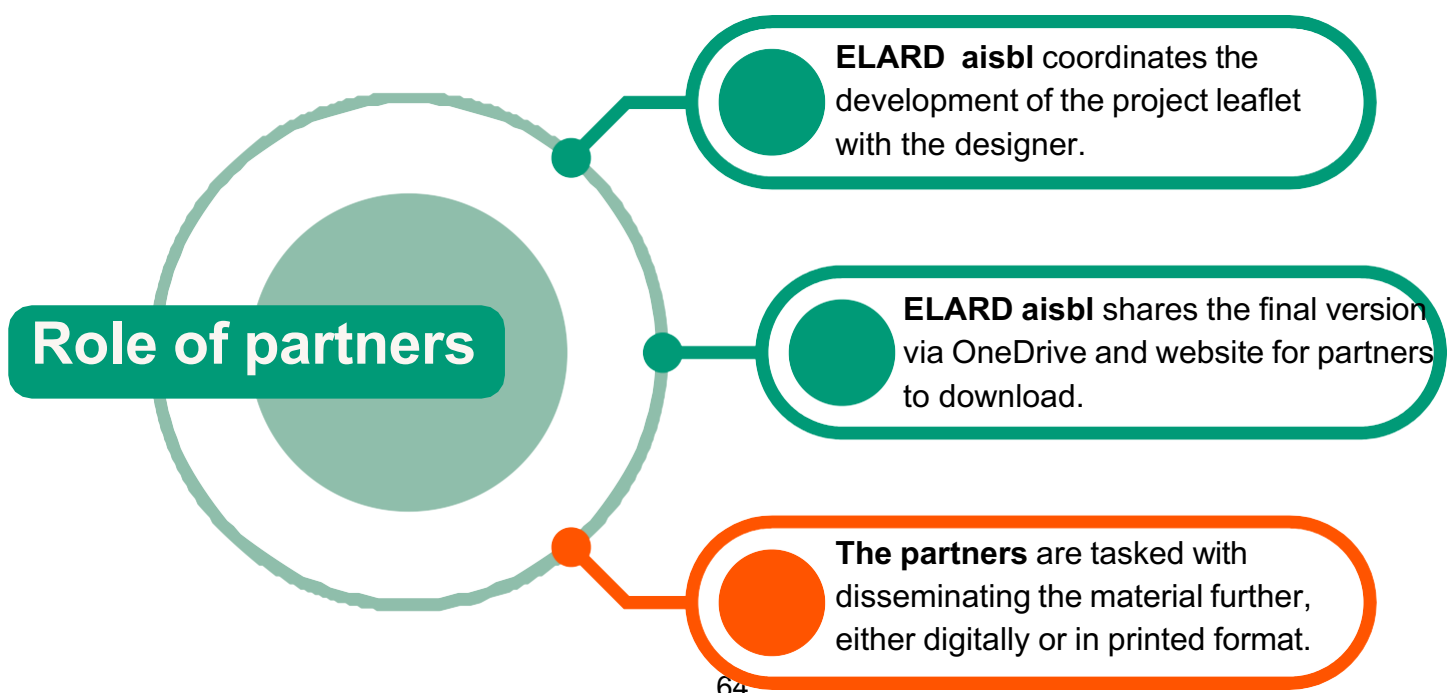 Role of partners
ELARD aisbl coordinates the
development of the project leaflet
with the designer.
ELARD aisbl shares the final version
via OneDrive and website for partners
to download.
The partners are tasked with
disseminating the material further,
either digitally or in printed format.
64